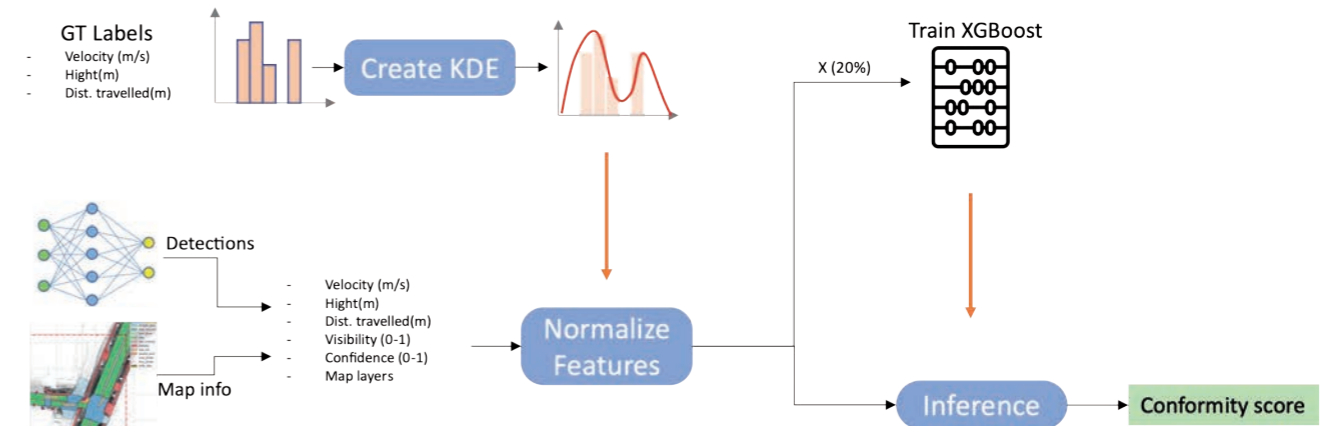 GT Labels
- Velocity (m/s)
- Hight(m)
- Dist. travelled(m)
Create KDE
Train XGBoost
X (20%)
Detections
Map info
- Velocity (m/s)
- Hight(m)
- Dist. travelled(m)
- Visibility (0-1)
- Confidence (0-1)
- Map layers
Normalize
Features
Inference
Conformity score